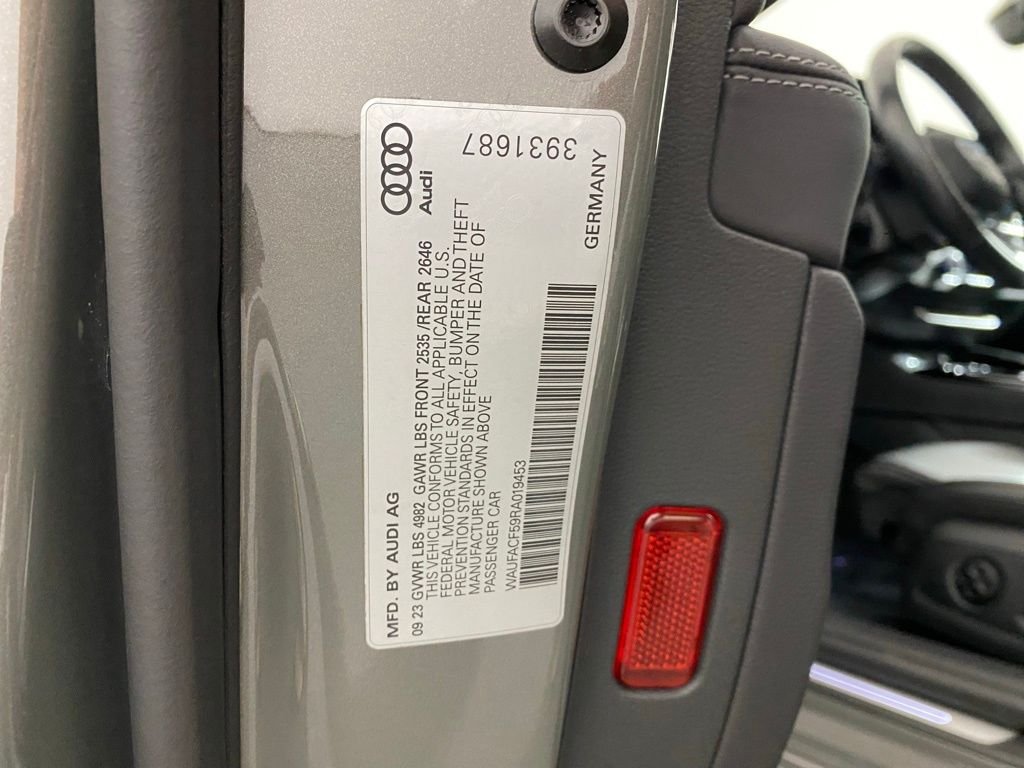 Audi
3931687
GERMANY
MFD. BY AUDI AG
09 23 GVWR LBS 4982 GAWR LBS FRONT 2535 / REAR 2646
THIS VEHICLE CONFORMS TO ALL APPLICABLE U.S.
FEDERAL MOTOR VEHICLE SAFETY, BUMPER AND THEFT
PREVENTION STANDARDS IN EFFECT ON THE DATE OF
MANUFACTURE SHOWN ABOVE
PASSENGER CAR
WAUFACF59RA019453